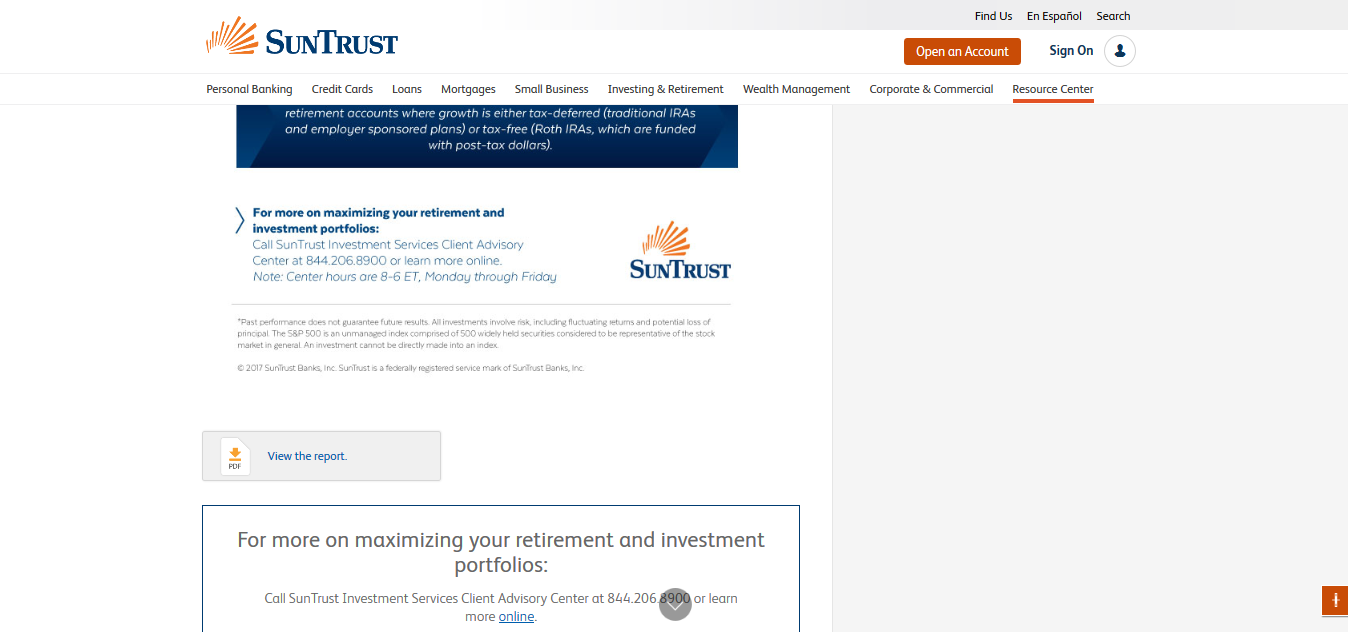 Find Us En Español Search
SUNTRUST
Open an Account Sign On
Personal Banking Credit Cards Loans Mortgages Small Business Investing & Retirement Wealth Management Corporate & Commercial Resource Center
retirement accounts where growth is either tax-deferred (traditional IRAs
and employer sponsored plans) or tax-free (Roth IRAs, which are funded
with post-tax dollars).
For more on maximizing your retirement and
investment portfolios:
Call SunTrust Investment Services Client Advisory
Center at 844.206.8900 or learn more online.
Note: Center hours are 8-6 ET, Monday through Friday
SUNTRUST
*Past performance does not guarantee future results. All investments involve risk, including fluctuating returns and potential loss of
principal. The S&P 500 is an unmanaged index comprised of 500 widely held securities considered to be representative of the stock
market in general. An investment cannot be directly made into an index.
© 2017 SunTrust Banks, Inc. SunTrust is a federally registered service mark of SunTrust Banks, Inc.
PDF
View the report.
For more on maximizing your retirement and investment
portfolios:
Call SunTrust Investment Services Client Advisory Center at 844.206.8900 or learn
more online.